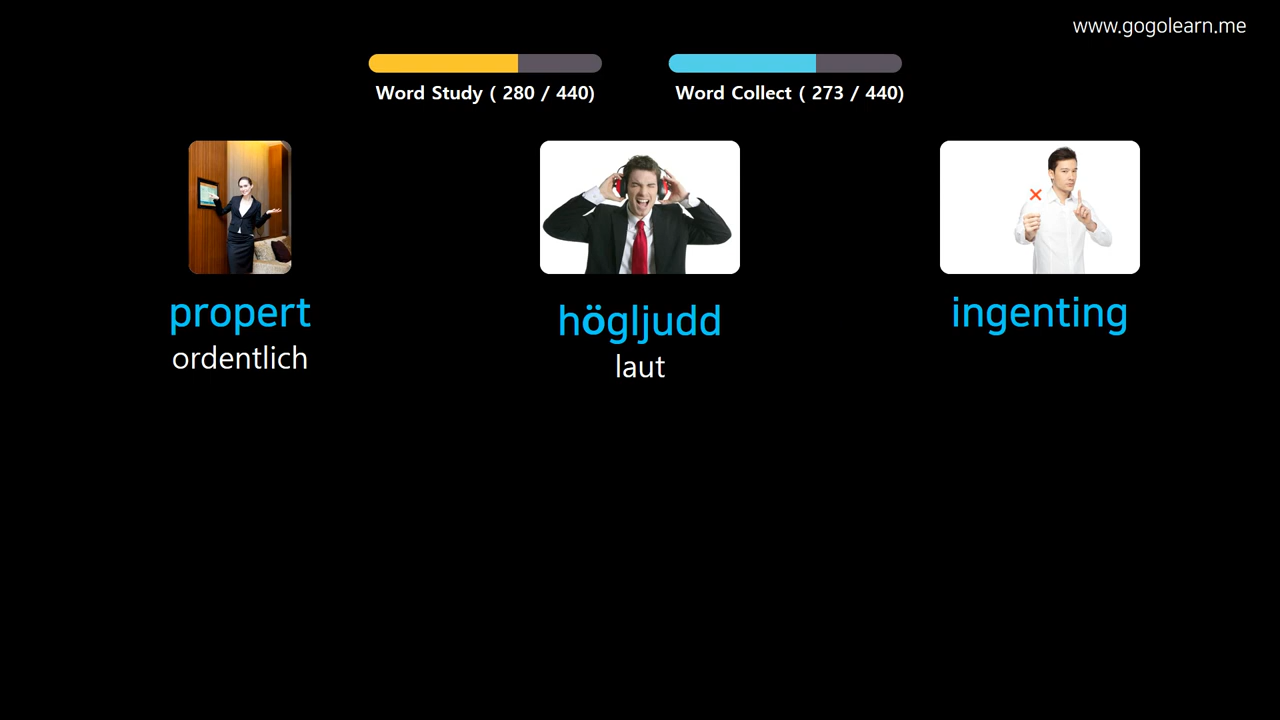 www.gogolearn.me
Word Study ( 280 / 440)
Word Collect ( 273 / 440)
propert
ordentlich
högljudd
laut
ingenting